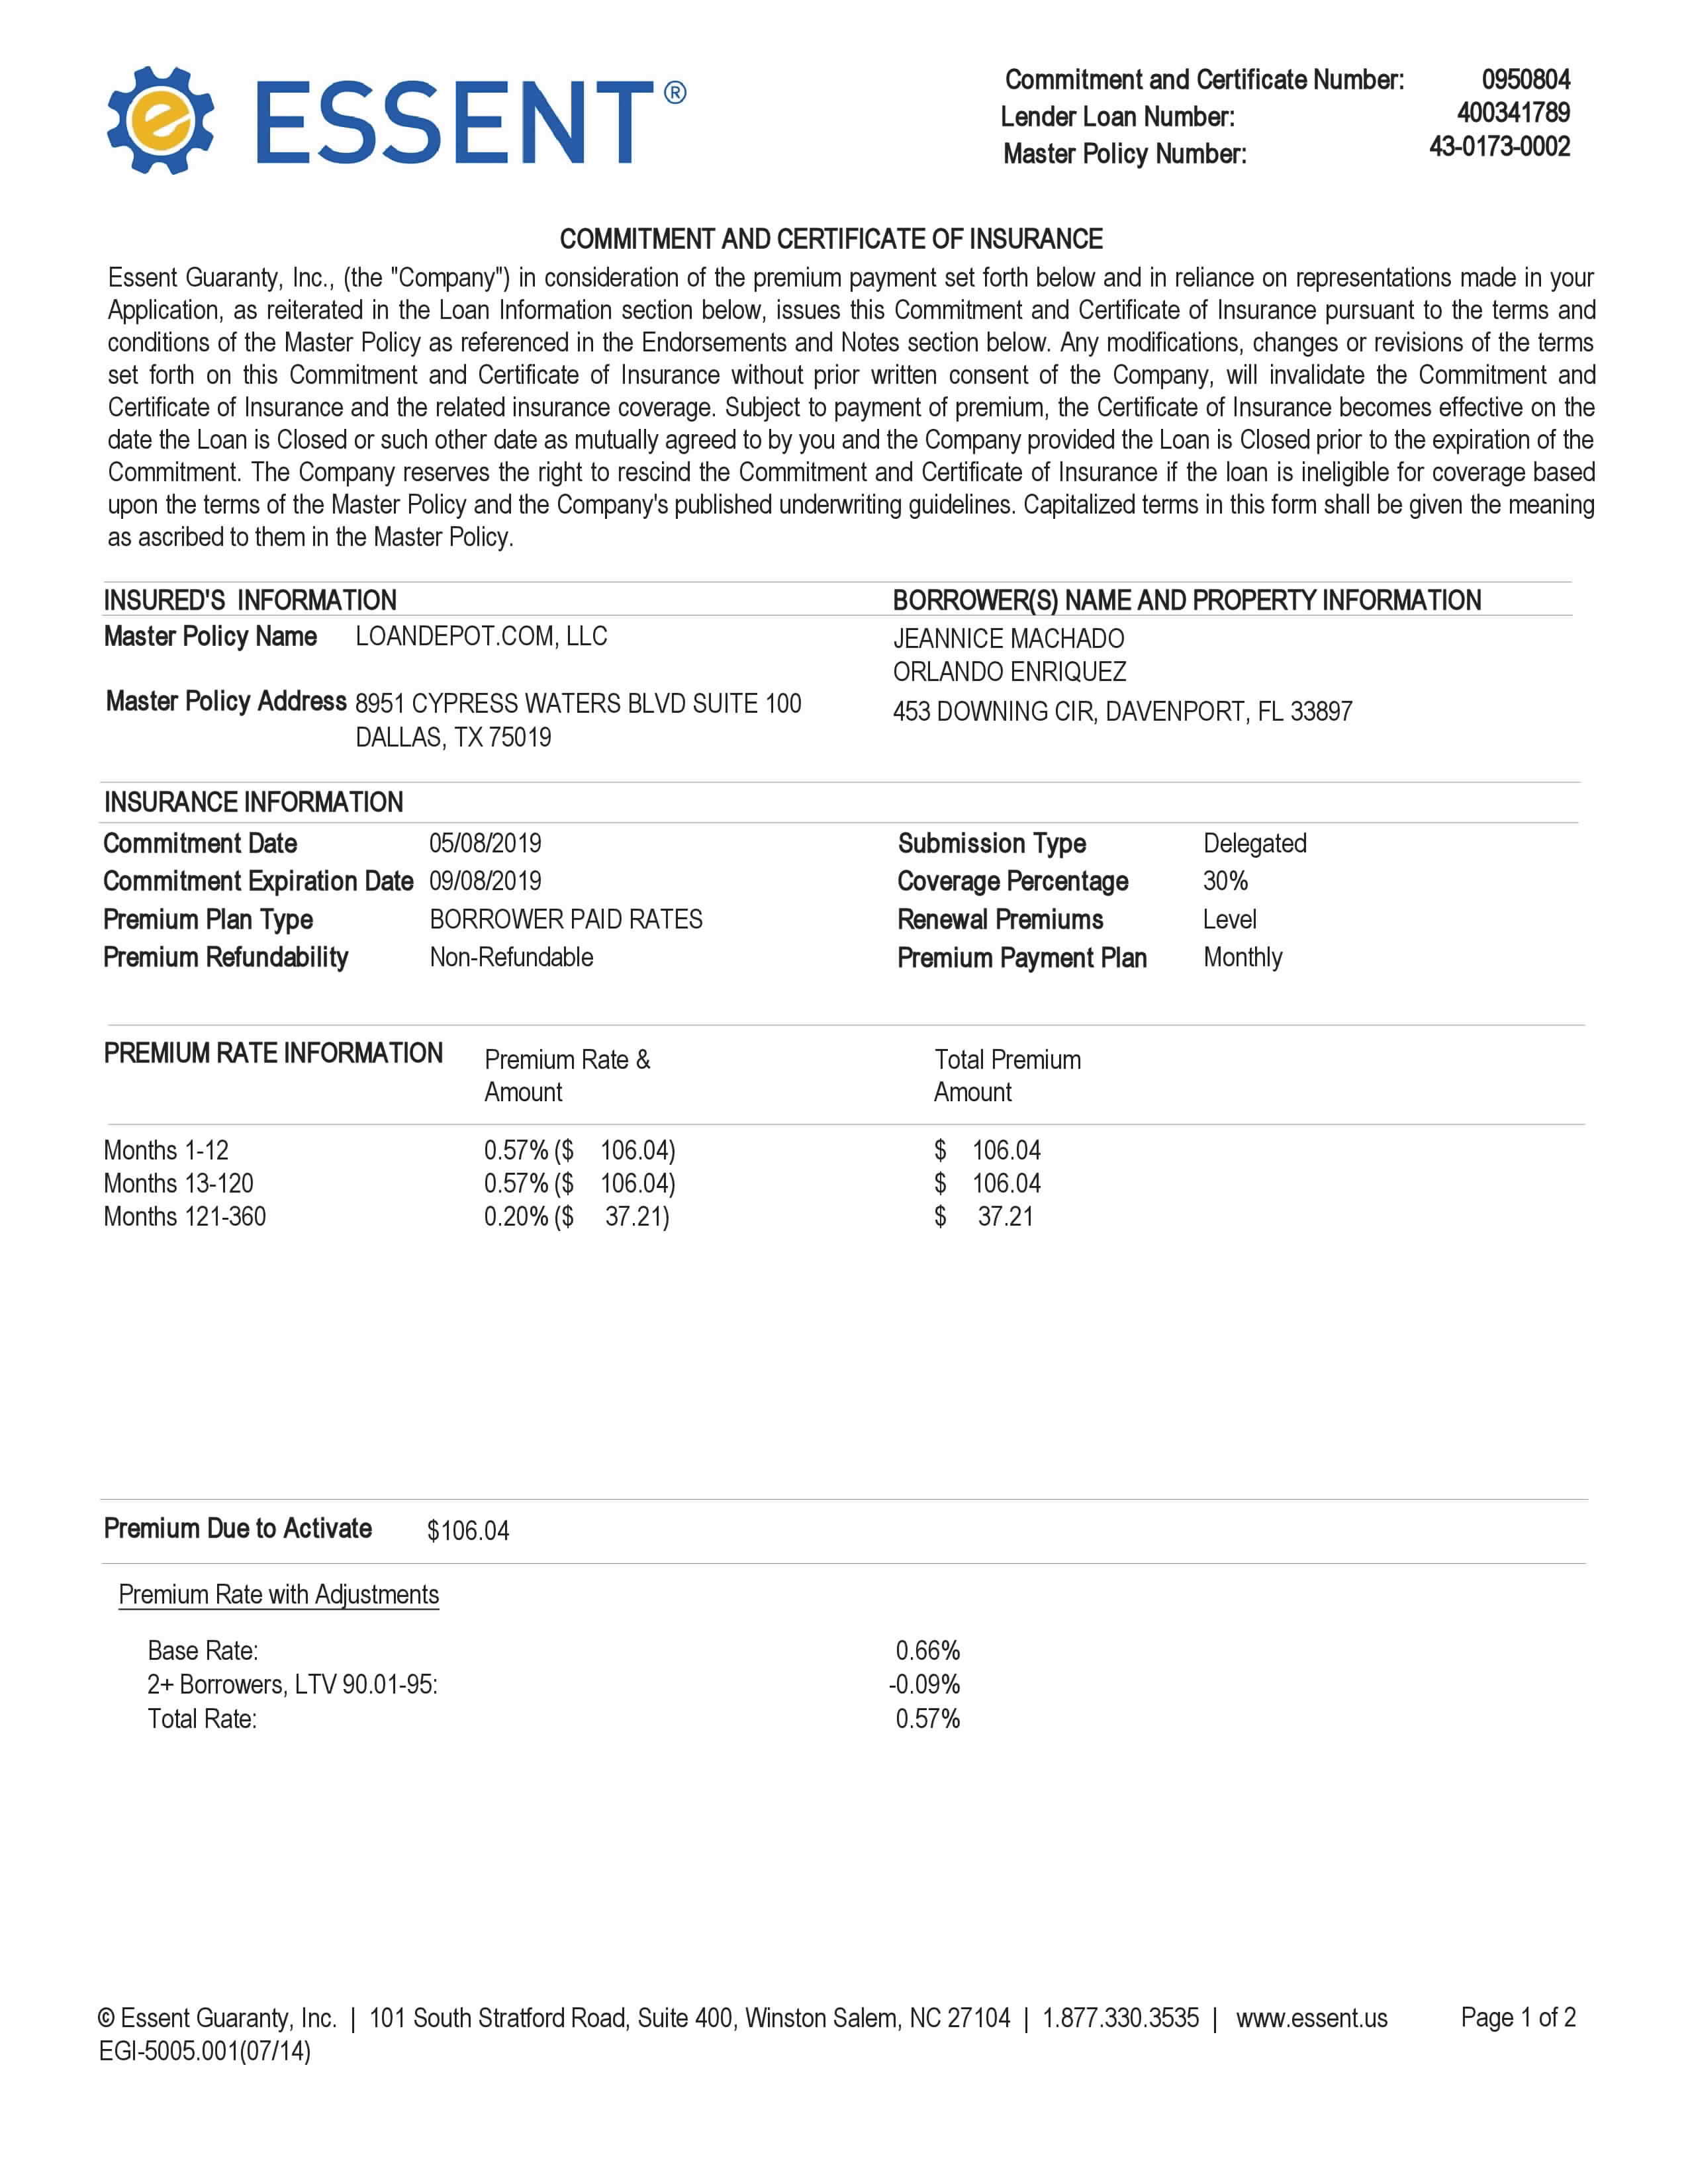 ESSENT®
Commitment and Certificate Number: 0950804
Lender Loan Number: 400341789
Master Policy Number: 43-0173-0002
COMMITMENT AND CERTIFICATE OF INSURANCE
Essent Guaranty, Inc., (the "Company") in consideration of the premium payment set forth below and in reliance on representations made in your
Application, as reiterated in the Loan Information section below, issues this Commitment and Certificate of Insurance pursuant to the terms and
conditions of the Master Policy as referenced in the Endorsements and Notes section below. Any modifications, changes or revisions of the terms
set forth on this Commitment and Certificate of Insurance without prior written consent of the Company, will invalidate the Commitment and
Certificate of Insurance and the related insurance coverage. Subject to payment of premium, the Certificate of Insurance becomes effective on the
date the Loan is Closed or such other date as mutually agreed to by you and the Company provided the Loan is Closed prior to the expiration of the
Commitment. The Company reserves the right to rescind the Commitment and Certificate of Insurance if the loan is ineligible for coverage based
upon the terms of the Master Policy and the Company's published underwriting guidelines. Capitalized terms in this form shall be given the meaning
as ascribed to them in the Master Policy.
INSURED'S INFORMATION
Master Policy Name LOANDEPOT.COM, LLC
Master Policy Address 8951 CYPRESS WATERS BLVD SUITE 100
DALLAS, TX 75019
BORROWER(S) NAME AND PROPERTY INFORMATION
JEANNICE MACHADO
ORLANDO ENRIQUEZ
453 DOWNING CIR, DAVENPORT, FL 33897
INSURANCE INFORMATION
Commitment Date 05/08/2019 Submission Type Delegated
Commitment Expiration Date 09/08/2019 Coverage Percentage 30%
Premium Plan Type BORROWER PAID RATES Renewal Premiums Level
Premium Refundability Non-Refundable Premium Payment Plan Monthly
PREMIUM RATE INFORMATION Premium Rate & Total Premium
Amount Amount
Months 1-12 0.57% ($ 106.04) $ 106.04
Months 13-120 0.57% ($ 106.04) $ 106.04
Months 121-360 0.20% ($ 37.21) $ 37.21
Premium Due to Activate $106.04
Premium Rate with Adjustments
Base Rate: 0.66%
2+ Borrowers, LTV 90.01-95: -0.09%
Total Rate: 0.57%
© Essent Guaranty, Inc. | 101 South Stratford Road, Suite 400, Winston Salem, NC 27104 | 1.877.330.3535 | www.essent.us Page 1 of 2
EGI-5005.001(07/14)